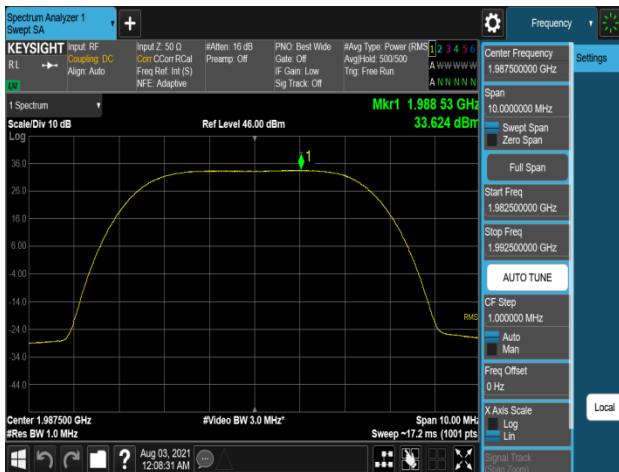 Spectrum Analyzer 1
Swept SA
+
Frequency
KEYSIGHT
Input: RF
Coupling: DC
Align: Auto
Input Z: 50 Ω
Corr CCorr RCal
Freq Ref: Int (S)
NFE: Adaptive
#Atten: 16 dB
Preamp: Off
PNO: Best Wide
Gate: Off
IF Gain: Low
Sig Track: Off
#Avg Type: Power (RMS
Avg|Hold: 500/500
Trig: Free Run
1 2 3 4 5 6
A W W W W W
A N N N N N
R L
LXI
1 Spectrum
Scale/Div 10 dB
Log
Ref Level 46.00 dBm
Mkr1 1.988 53 GHz
33.624 dBm
1
36.0
26.0
16.0
6.00
-4.00
-14.0
-24.0
-34.0
-44.0
RMS
Center 1.987500 GHz
#Res BW 1.0 MHz
#Video BW 3.0 MHz*
Span 10.00 MHz
Sweep ~17.2 ms (1001 pts
?
Aug 03, 2021
12:08:31 AM
Center Frequency
1.987500000 GHz
Span
10.0000000 MHz
Swept Span
Zero Span
Full Span
Start Freq
1.982500000 GHz
Stop Freq
1.992500000 GHz
AUTO TUNE
CF Step
1.000000 MHz
Auto
Man
Freq Offset
0 Hz
X Axis Scale
Log
Lin
Signal Track
(Span Zoom)
Settings
Local